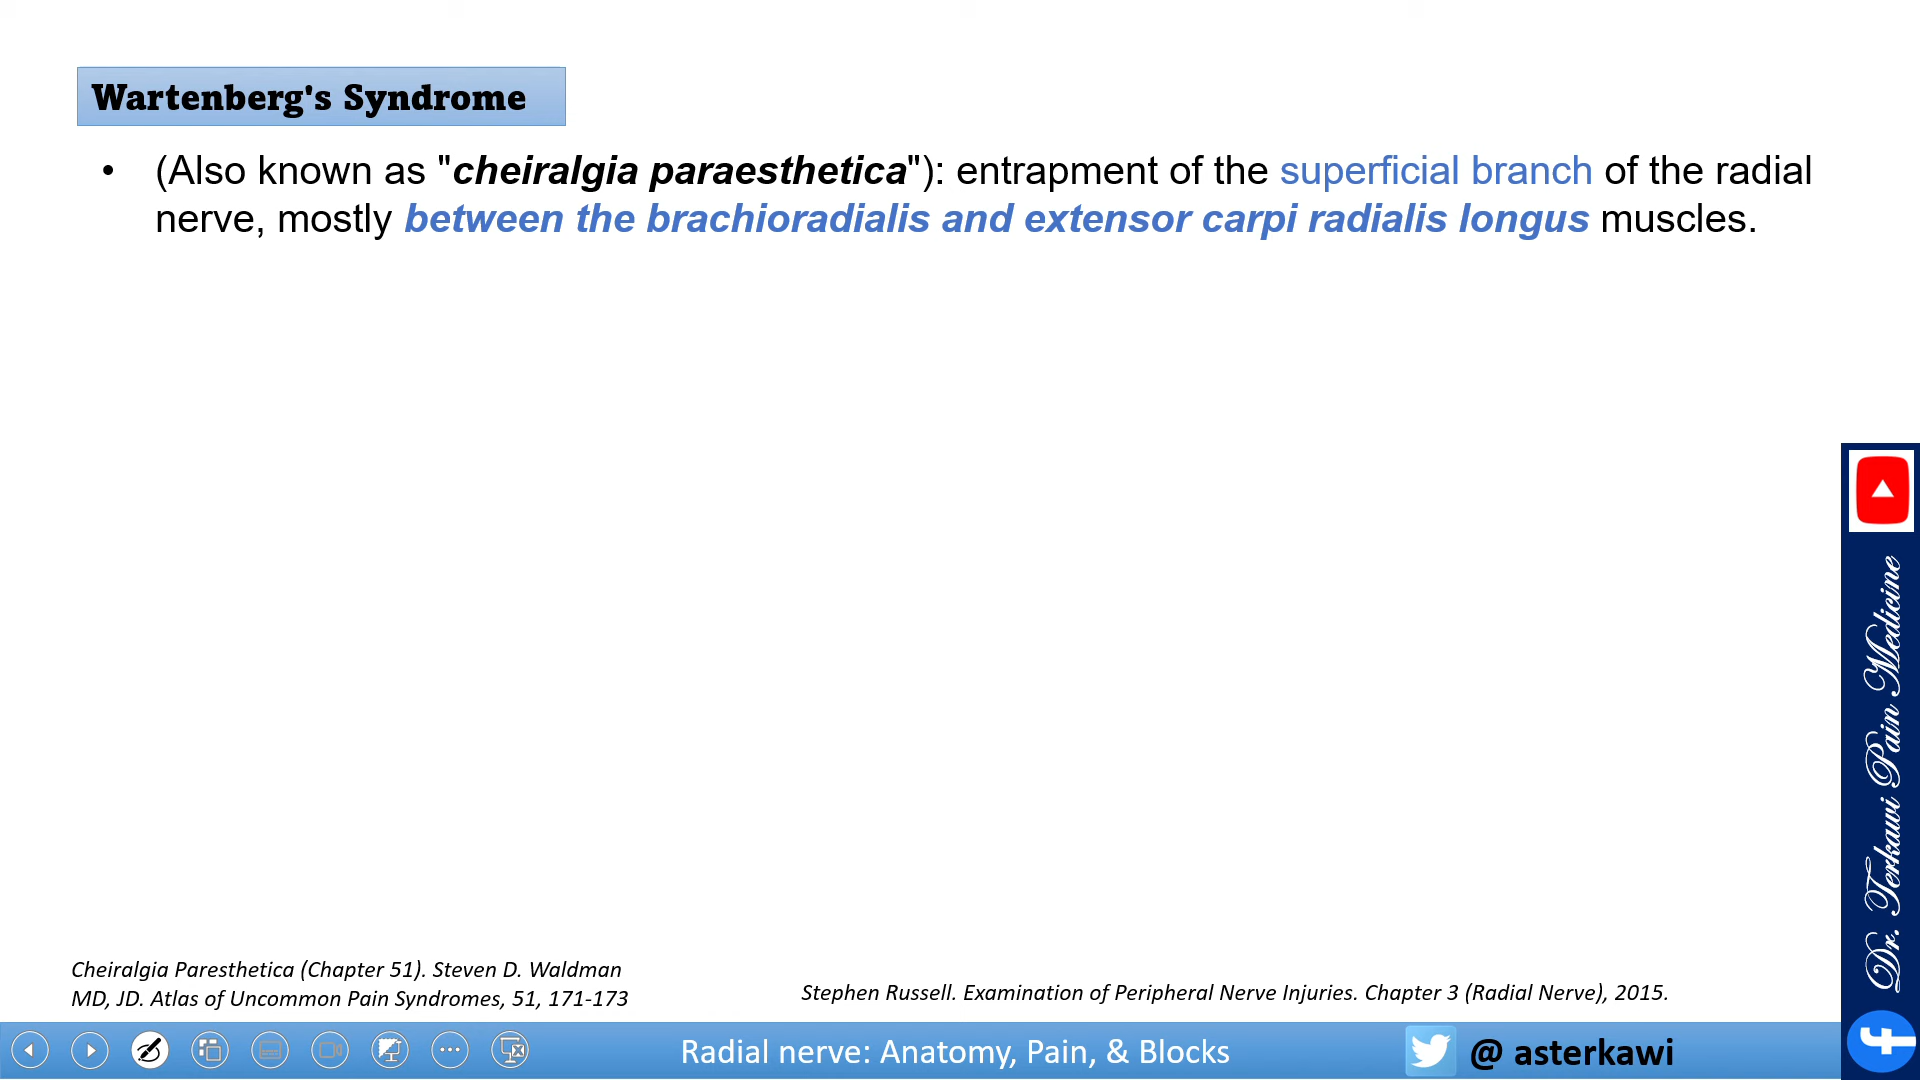 Wartenberg's Syndrome
• (Also known as "cheiralgia paraesthetica"): entrapment of the superficial branch of the radial
nerve, mostly between the brachioradialis and extensor carpi radialis longus muscles.
Dr. Terkawi Pain Medicine
Cheiralgia Paresthetica (Chapter 51). Steven D. Waldman
MD, JD. Atlas of Uncommon Pain Syndromes, 51, 171-173
Stephen Russell. Examination of Peripheral Nerve Injuries. Chapter 3 (Radial Nerve), 2015.
Radial nerve: Anatomy, Pain, & Blocks
@ asterkawi